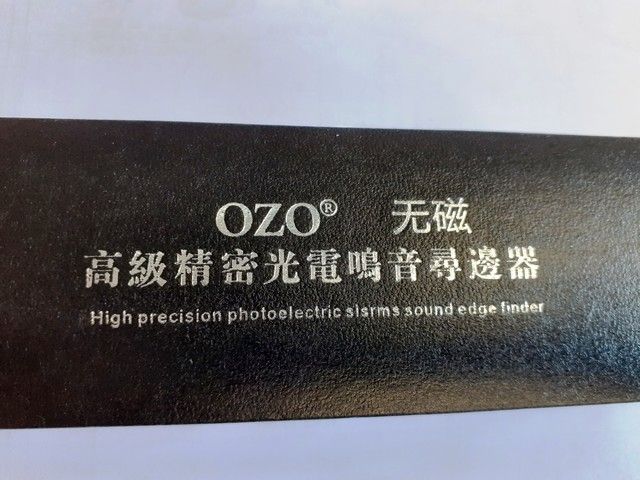 OZO® 无磁
高級精密光電鳴音尋邊器
High precision photoelectric slsrms sound edge finder